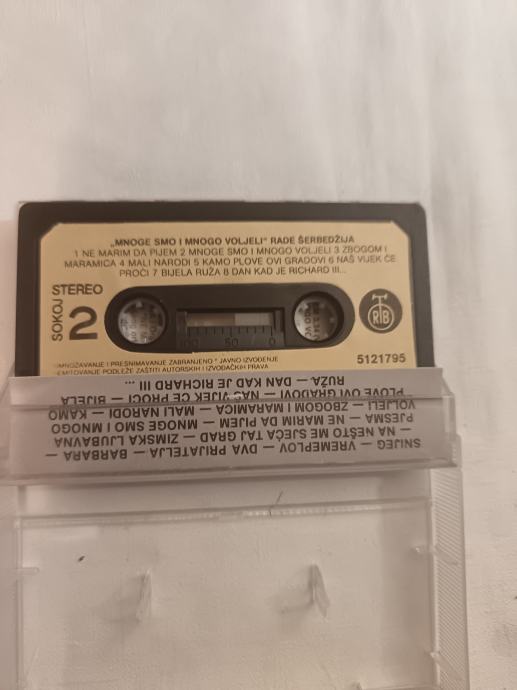 „MNOGE SMO I MNOGO VOLJELI" RADE ŠERBEDŽIJA
1 NE MARIM DA PIJEM 2 MNOGE SMO I MNOGO VOLJELI 3 ZBOGOM I
MARAMICA 4 MALI NARODI 5 KAMO PLOVE OVI GRADOVI 6 NAŠ VIJEK ĆE
PROĆI 7 BIJELA RUŽA 8 DAN KAD JE RICHARD III...
STEREO
SOKOJ
2
RTB
100 50 0
UMNOŽAVANJE I PRESNIMAVANJE ZABRANJENO * JAVNO IZVOĐENJE
EMITOVANJE PODLEŽE ZAŠTITI AUTORSKIH I IZVOĐAČKIH PRAVA
5121795
SNIJEG — VREMEPLOV — DVA PRIJATELJA — BARBARA —
— NA NEŠTO ME SJEĆA TAJ GRAD — ZIMSKA LJUBAVNA
PJESMA — NE MARIM DA PIJEM — MNOGE SMO I MNOGO
VOLJELI — ZBOGOM I MARAMICA — MALI NARODI — KAMO
PLOVE OVI GRADOVI — NAŠ VIJEK ĆE PROĆI — BIJELA
RUŽA — DAN KAD JE RICHARD III ...